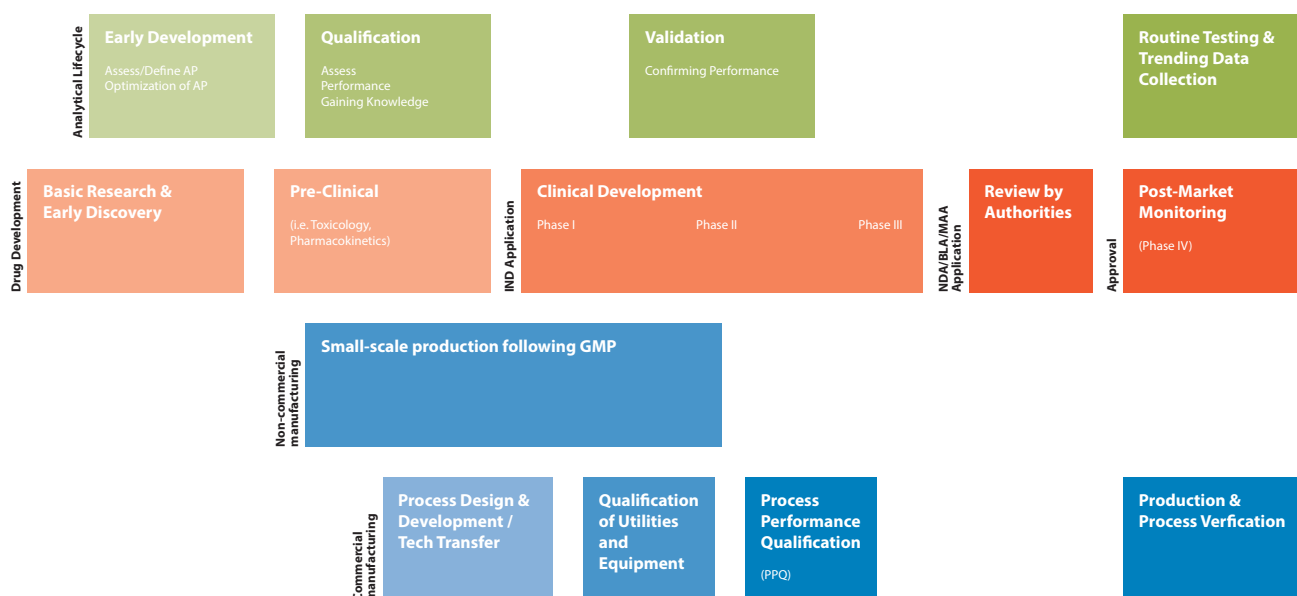 Analytical Lifecycle
Early Development
Assess/Define AP
Optimization of AP
Qualification
Assess
Performance
Gaining Knowledge
Validation
Confirming Performance
Routine Testing &
Trending Data
Collection
Drug Development
Basic Research &
Early Discovery
Pre-Clinical
(i.e. Toxicology,
Pharmacokinetics)
IND Application
Clinical Development
Phase I
Phase II
Phase III
NDA/BLA/MAA
Application
Review by
Authorities
Approval
Post-Market
Monitoring
(Phase IV)
Non-commercial
manufacturing
Small-scale production following GMP
Commercial
manufacturing
Process Design &
Development /
Tech Transfer
Qualification
of Utilities
and
Equipment
Process
Performance
Qualification
(PPQ)
Production &
Process Verfication